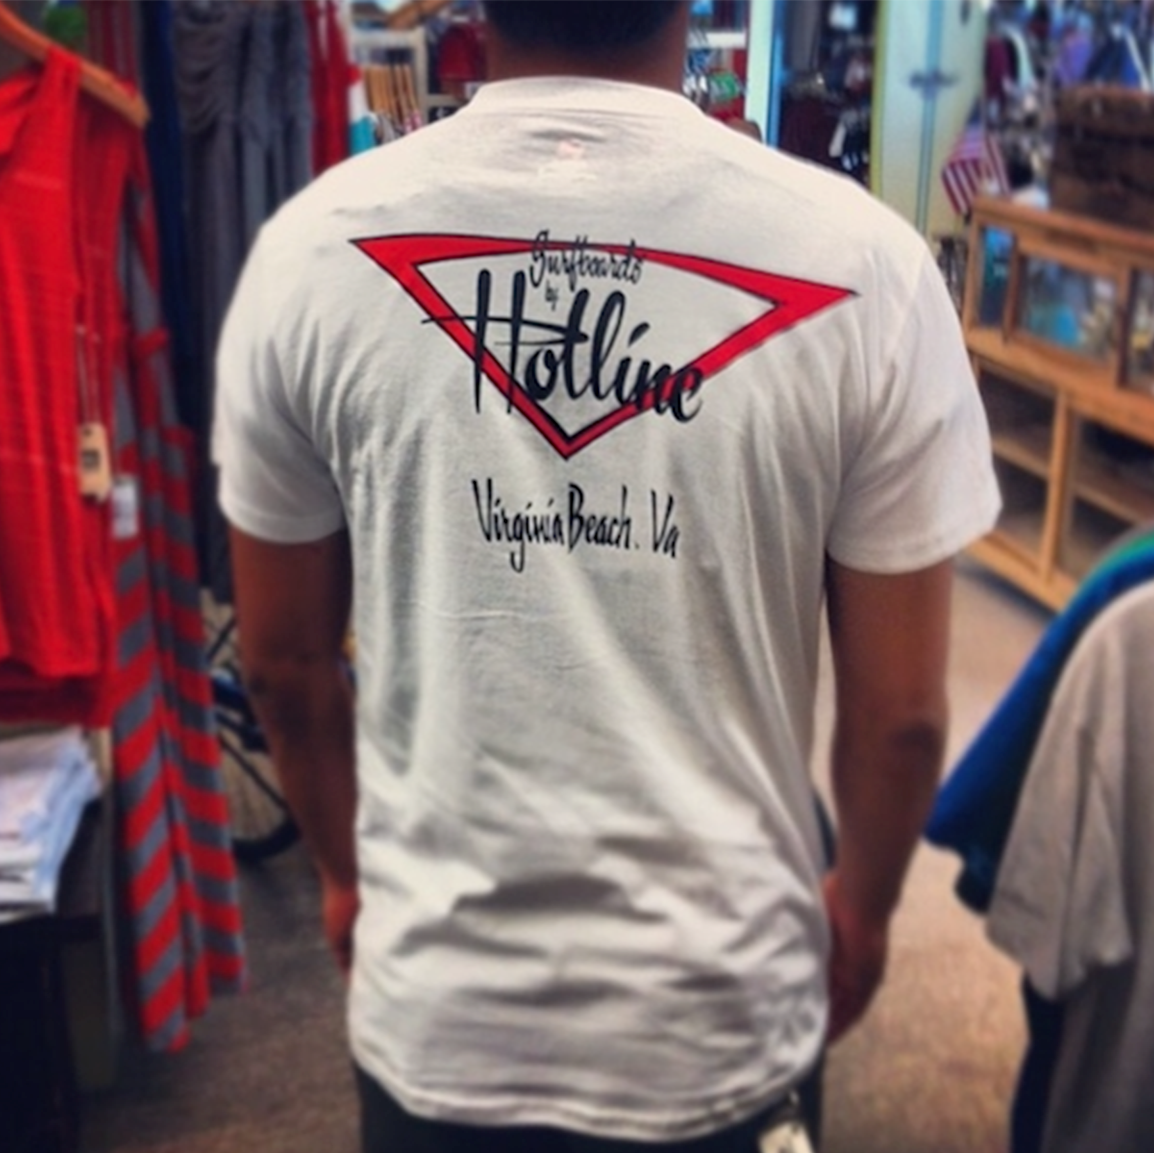 Surfboards
by
Hotline
Virginia Beach. Va